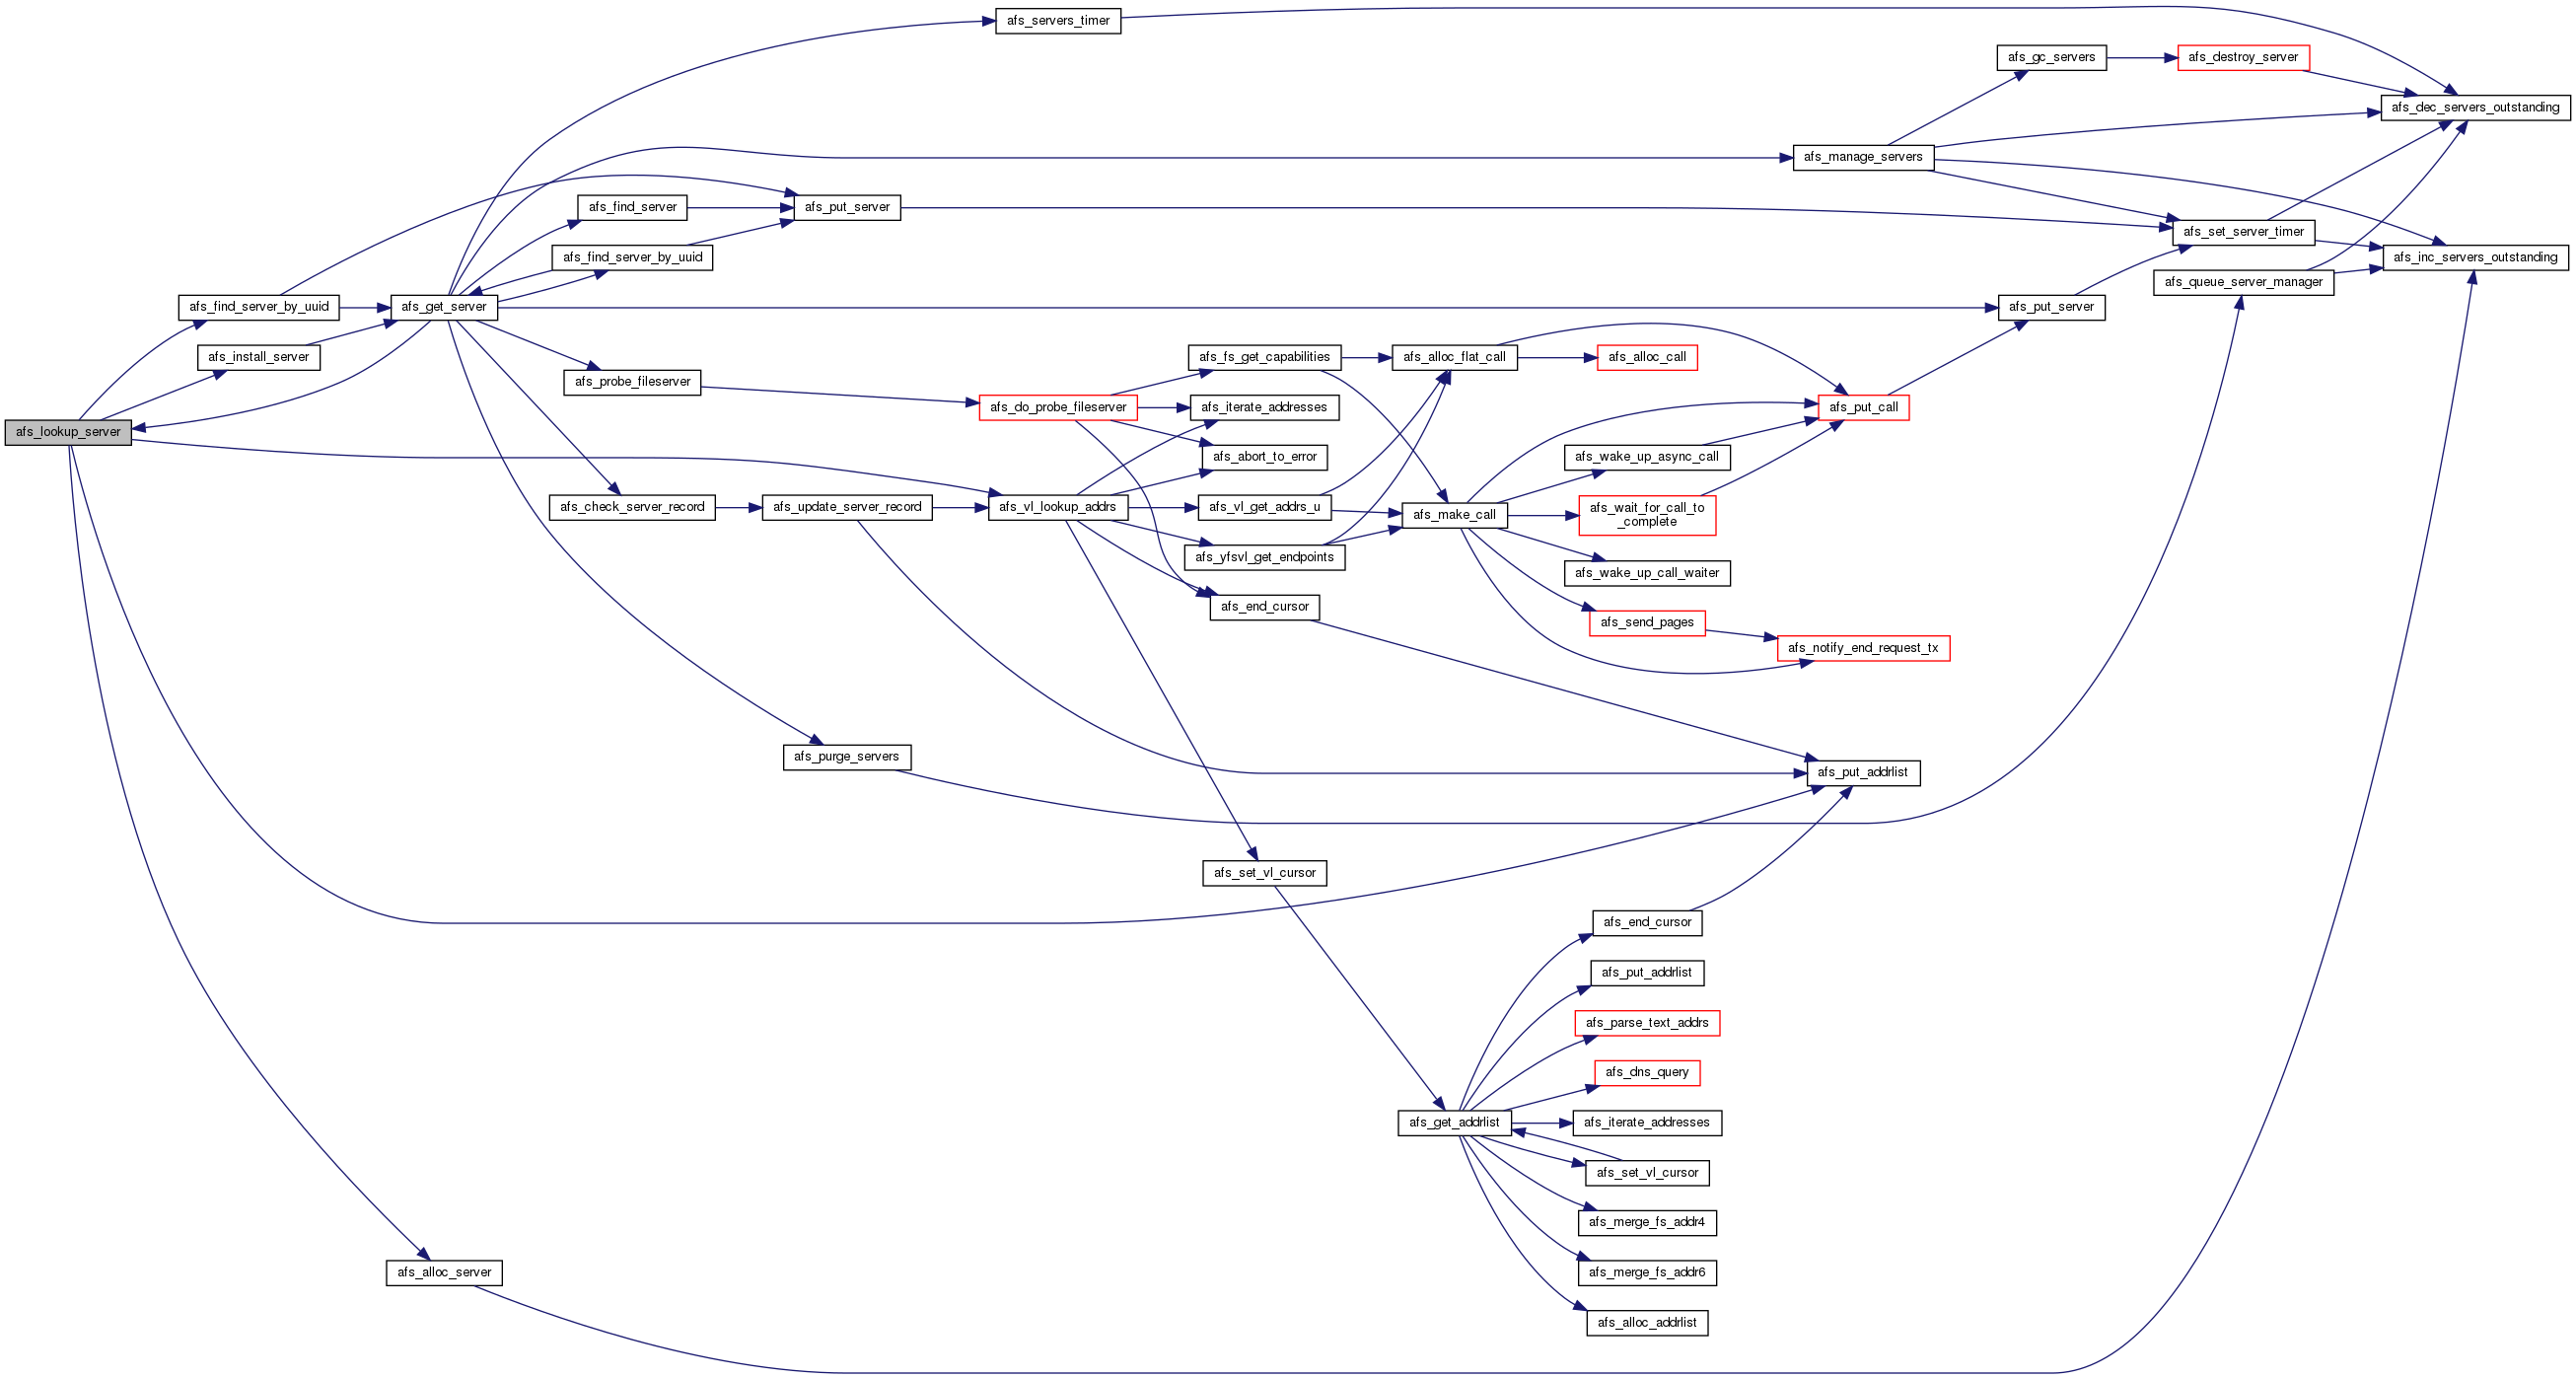 afs_servers_timer
afs_gc_servers
afs_destroy_server
afs_dec_servers_outstanding
afs_manage_servers
afs_find_server
afs_put_server
afs_set_server_timer
afs_find_server_by_uuid
afs_inc_servers_outstanding
afs_queue_server_manager
afs_find_server_by_uuid
afs_get_server
afs_put_server
afs_install_server
afs_fs_get_capabilities
afs_alloc_flat_call
afs_alloc_call
afs_probe_fileserver
afs_do_probe_fileserver
afs_iterate_addresses
afs_put_call
afs_lookup_server
afs_abort_to_error
afs_wake_up_async_call
afs_check_server_record
afs_update_server_record
afs_vl_lookup_addrs
afs_vl_get_addrs_u
afs_make_call
afs_wait_for_call_to
_complete
afs_yfsvl_get_endpoints
afs_wake_up_call_waiter
afs_end_cursor
afs_send_pages
afs_notify_end_request_tx
afs_purge_servers
afs_put_addrlist
afs_set_vl_cursor
afs_end_cursor
afs_put_addrlist
afs_parse_text_addrs
afs_dns_query
afs_get_addrlist
afs_iterate_addresses
afs_set_vl_cursor
afs_merge_fs_addr4
afs_alloc_server
afs_merge_fs_addr6
afs_alloc_addrlist